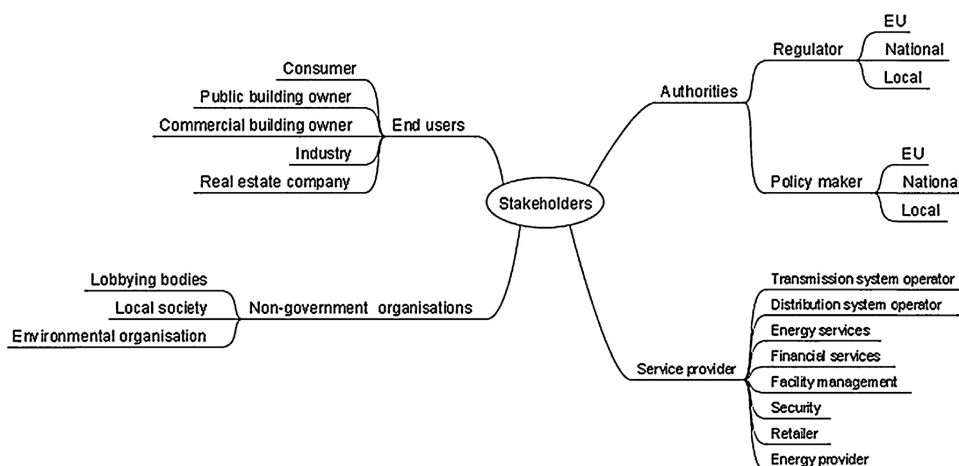 Stakeholders
End users
Consumer
Public building owner
Commercial building owner
Industry
Real estate company
Non-government organisations
Lobbying bodies
Local society
Environmental organisation
Authorities
Regulator
EU
National
Local
Policy maker
EU
National
Local
Service provider
Transmission system operator
Distribution system operator
Energy services
Financial services
Facility management
Security
Retailer
Energy provider